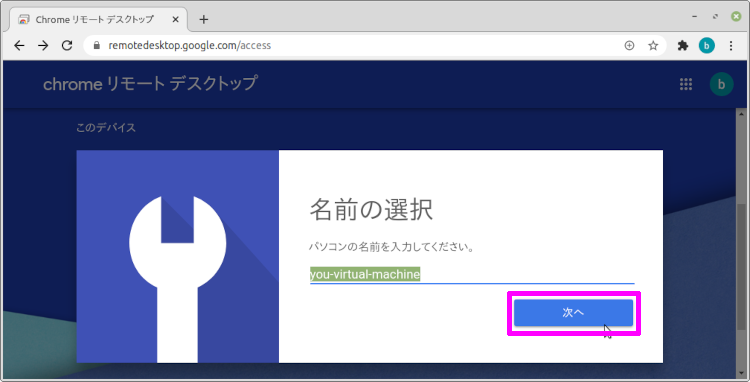 Chrome リモート デスクトップ
remotedesktop.google.com/access
b
chrome リモート デスクトップ
b
このデバイス
名前の選択
パソコンの名前を入力してください。
you-virtual-machine
次へ